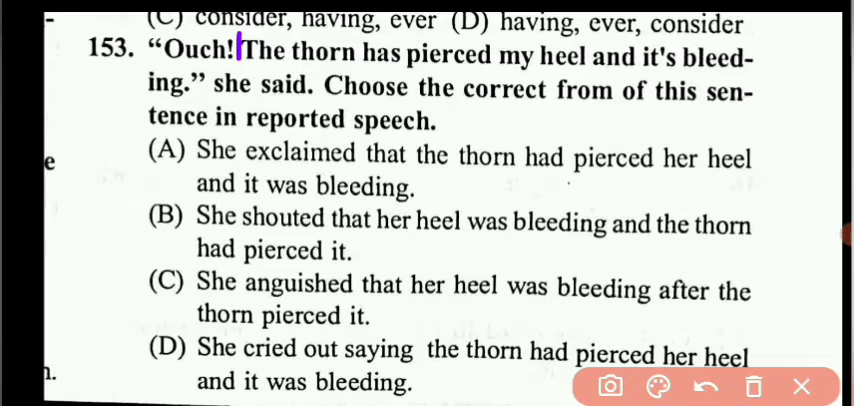 (C) consider, having, ever (D) having, ever, consider
153. “Ouch! The thorn has pierced my heel and it's bleed-
ing.” she said. Choose the correct from of this sen-
tence in reported speech.
(A) She exclaimed that the thorn had pierced her heel
and it was bleeding.
e
(B) She shouted that her heel was bleeding and the thorn
had pierced it.
(C) She anguished that her heel was bleeding after the
thorn pierced it.
(D) She cried out saying the thorn had pierced her heel
and it was bleeding.